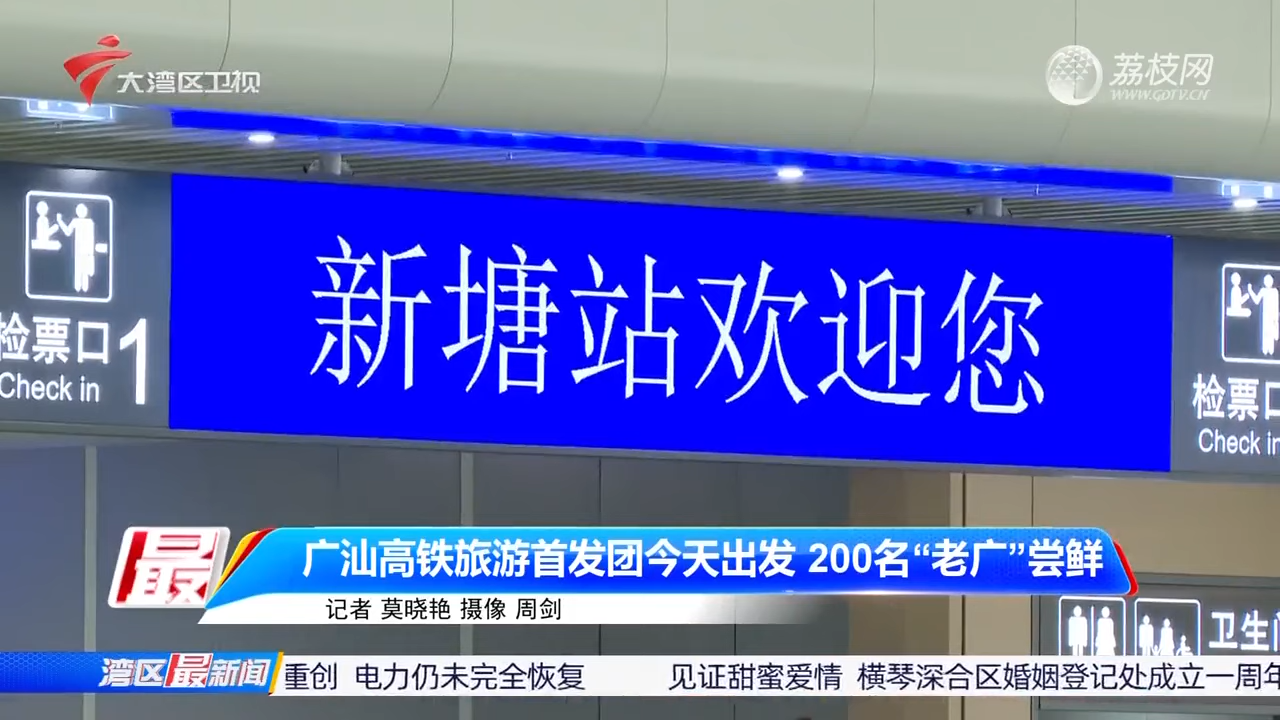 大湾区卫视
荔枝网
WWW.GDTV.CN
新塘站欢迎您
检票口 1
Check in
检票口
Check in
最
广汕高铁旅游首发团今天出发 200名“老广”尝鲜
记者 莫晓艳 摄像 周剑
卫生
湾区最新闻
重创 电力仍未完全恢复 见证甜蜜爱情 横琴深合区婚姻登记处成立一周年